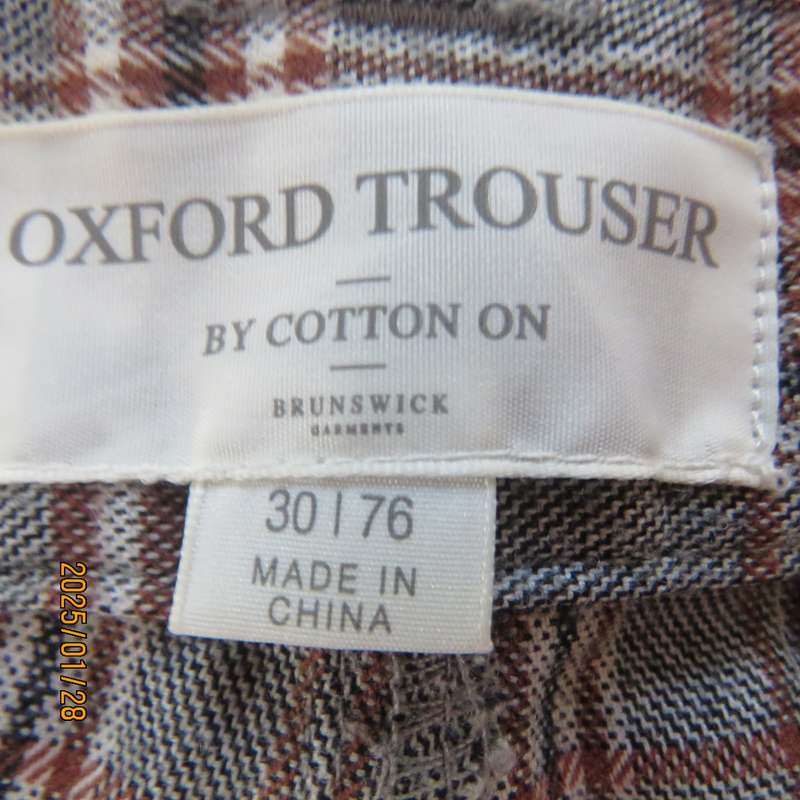 OXFORD TROUSER
BY COTTON ON
BRUNSWICK
GARMENTS
30 | 76
MADE IN
CHINA
2025/01/28